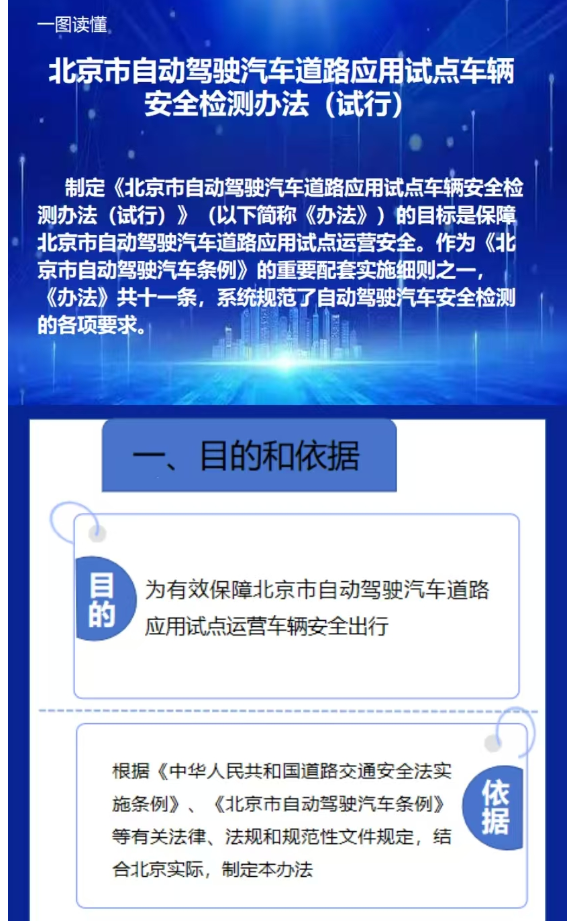 一图读懂
北京市自动驾驶汽车道路应用试点车辆
安全检测办法（试行）
制定《北京市自动驾驶汽车道路应用试点车辆安全检
测办法（试行）》（以下简称《办法》）的目标是保障
北京市自动驾驶汽车道路应用试点运营安全。作为《北
京市自动驾驶汽车条例》的重要配套实施细则之一，
《办法》共十一条，系统规范了自动驾驶汽车安全检测
的各项要求。
一、目的和依据
目的
为有效保障北京市自动驾驶汽车道路
应用试点运营车辆安全出行
根据《中华人民共和国道路交通安全法实
施条例》、《北京市自动驾驶汽车条例》
等有关法律、法规和规范性文件规定，结
合北京实际，制定本办法
依据